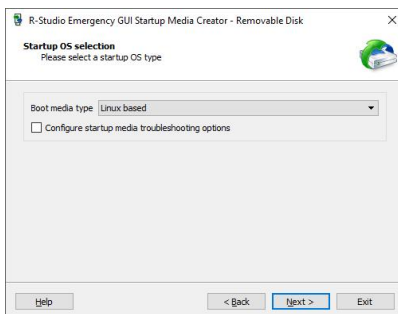 R-Studio Emergency GUI Startup Media Creator - Removable Disk
Startup OS selection
Please select a startup OS type
Boot media type Linux based
Configure startup media troubleshooting options
Help < Back Next > Exit